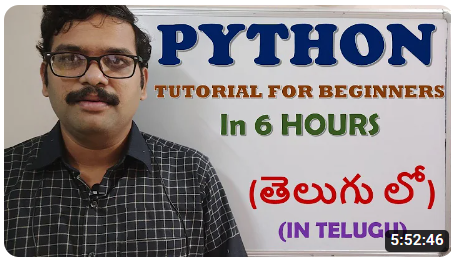 PYTHON
TUTORIAL FOR BEGINNERS
In 6 HOURS
(తెలుగు లో)
(IN TELUGU)
5:52:46